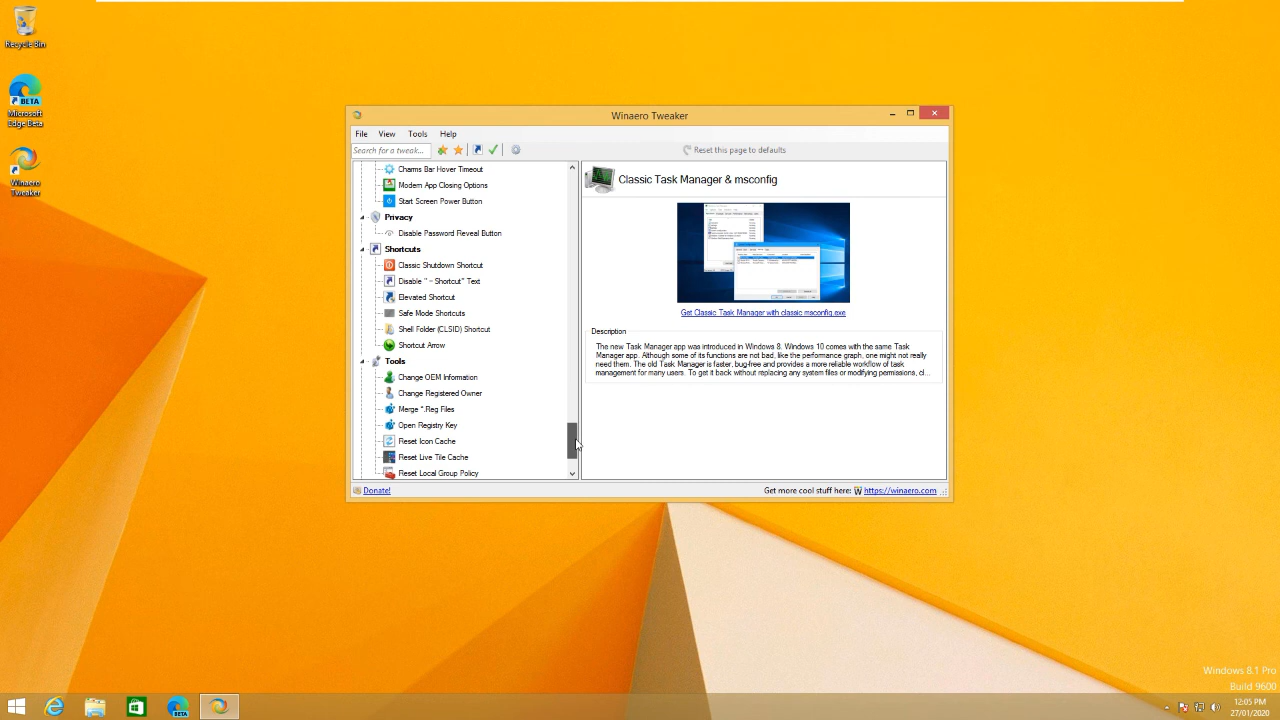 Recycle Bin
BETA
Microsoft
Edge Beta
Winaero
Tweaker
Winaero Tweaker
File View Tools Help
Search for a tweak...
Reset this page to defaults
Charms Bar Hover Timeout
Modern App Closing Options
Start Screen Power Button
Privacy
Disable Password Reveal Button
Shortcuts
Classic Shutdown Shortcut
Disable " - Shortcut" Text
Elevated Shortcut
Safe Mode Shortcuts
Shell Folder (CLSID) Shortcut
Shortcut Arrow
Tools
Change OEM Information
Change Registered Owner
Merge *.Reg Files
Open Registry Key
Reset Icon Cache
Reset Live Tile Cache
Reset Local Group Policy
Classic Task Manager & msconfig
Get Classic Task Manager with classic msconfig.exe
Description
The new Task Manager app was introduced in Windows 8. Windows 10 comes with the same Task
Manager app. Although some of its functions are not bad, like the performance graph, one might not really
need them. The old Task Manager is faster, bug-free and provides a more reliable workflow of task
management for many users. To get it back without replacing any system files or modifying permissions, cl...
Donate!
Get more cool stuff here: W https://winaero.com
Windows 8.1 Pro
Build 9600
BETA
12:05 PM
27/01/2020